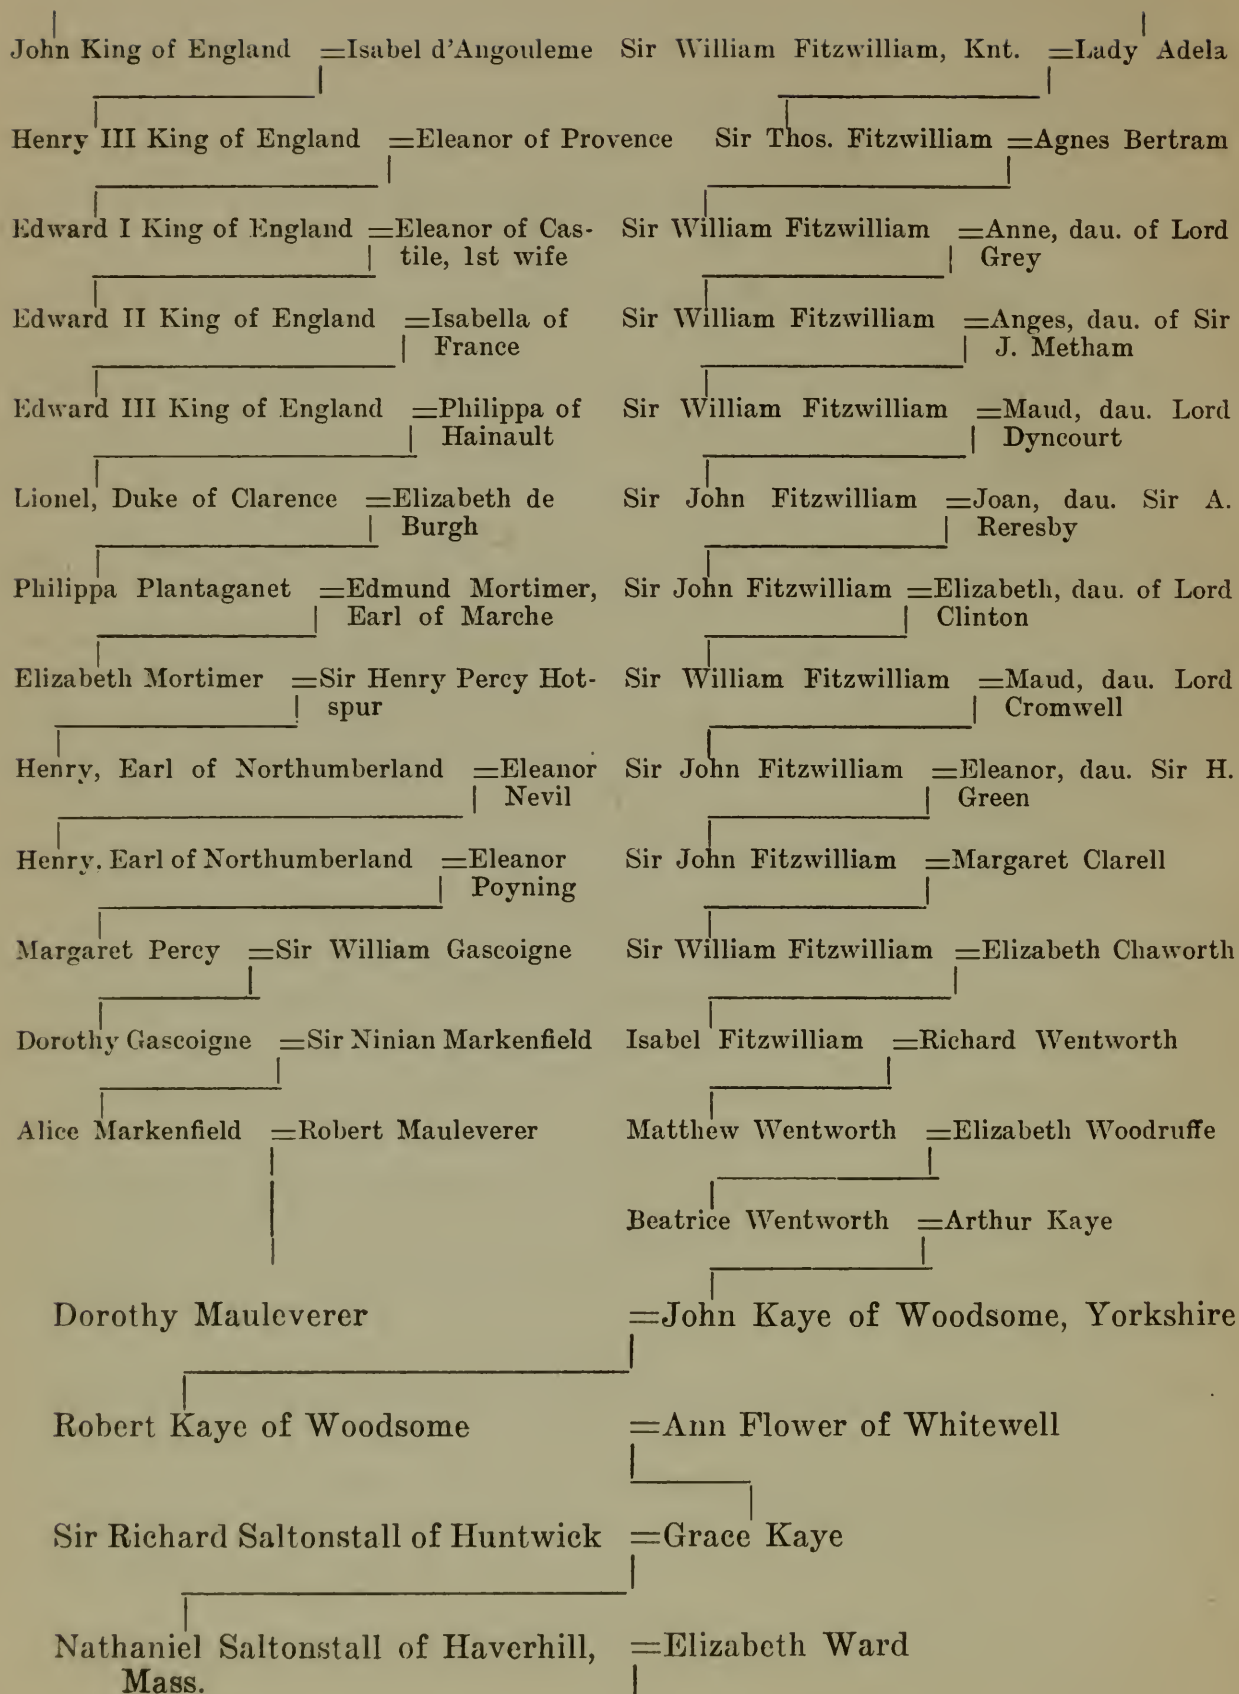 John King of England =Isabel d'Angouleme Sir William Fitzwilliam, Knt. =Lady Adela
Henry III King of England =Eleanor of Provence Sir Thos. Fitzwilliam =Agnes Bertram
Edward I King of England =Eleanor of Cas- Sir William Fitzwilliam =Anne, dau. of Lord
tile, 1st wife Grey
Edward II King of England =Isabella of Sir William Fitzwilliam =Anges, dau. of Sir
France J. Metham
Edward III King of England =Philippa of Sir William Fitzwilliam =Maud, dau. Lord
Hainault Dyncourt
Lionel, Duke of Clarence =Elizabeth de Sir John Fitzwilliam =Joan, dau. Sir A.
Burgh Reresby
Philippa Plantaganet =Edmund Mortimer, Sir John Fitzwilliam =Elizabeth, dau. of Lord
Earl of Marche Clinton
Elizabeth Mortimer =Sir Henry Percy Hot- Sir William Fitzwilliam =Maud, dau. Lord
spur Cromwell
Henry, Earl of Northumberland =Eleanor Sir John Fitzwilliam =Eleanor, dau. Sir H.
Nevil Green
Henry. Earl of Northumberland =Eleanor Sir John Fitzwilliam =Margaret Clarell
Poyning
Margaret Percy =Sir William Gascoigne Sir William Fitzwilliam =Elizabeth Chaworth
Dorothy Gascoigne =Sir Ninian Markenfield Isabel Fitzwilliam =Richard Wentworth
Alice Markenfield =Robert Mauleverer Matthew Wentworth =Elizabeth Woodruffe
Beatrice Wentworth =Arthur Kaye
Dorothy Mauleverer =John Kaye of Woodsome, Yorkshire
Robert Kaye of Woodsome =Ann Flower of Whitewell
Sir Richard Saltonstall of Huntwick =Grace Kaye
Nathaniel Saltonstall of Haverhill, =Elizabeth Ward
Mass.